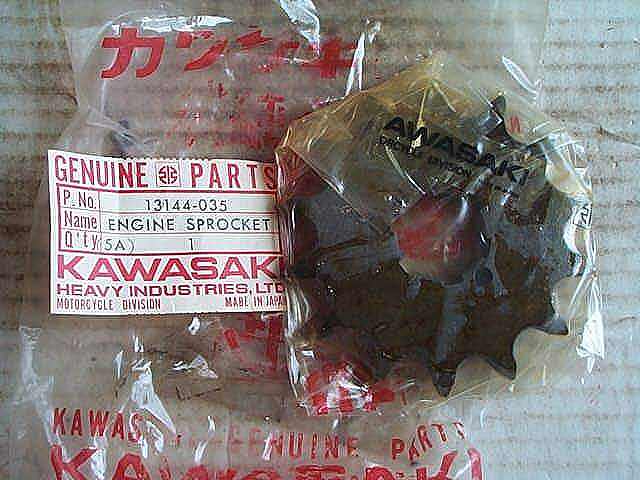 カワサキ
GENUINE PARTS
P. No. 13144-035
Name ENGINE SPROCKET
Q'ty 5A) 1
KAWASAKI
HEAVY INDUSTRIES, LTD
MOTORCYCLE DIVISION MADE IN JAPAN
AWASAKI
DIVISION
KAWAS GENUINE PARTS
KAWASAKI